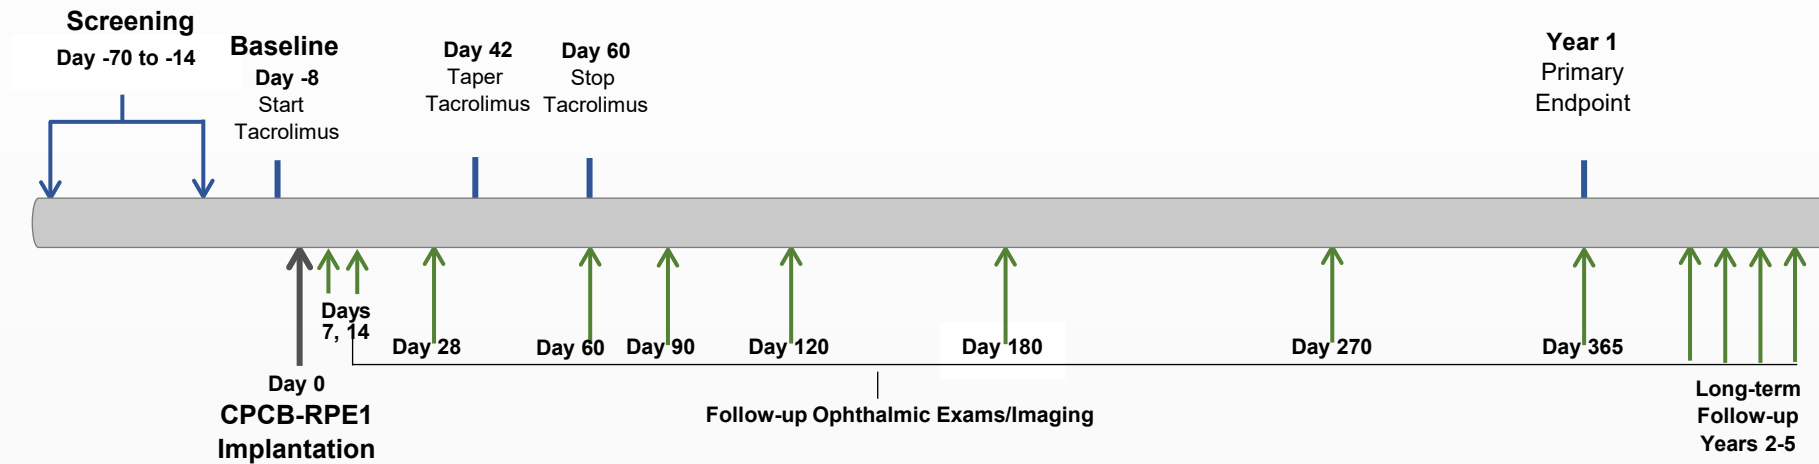 Screening
Day -70 to -14
Baseline
Day -8
Start
Tacrolimus
Day 42
Taper
Tacrolimus
Day 60
Stop
Tacrolimus
Year 1
Primary
Endpoint
Days
7, 14
Day 28
Day 60
Day 90
Day 120
Day 180
Day 270
Day 365
Day 0
CPCB-RPE1
Implantation
Follow-up Ophthalmic Exams/Imaging
Long-term
Follow-up
Years 2-5